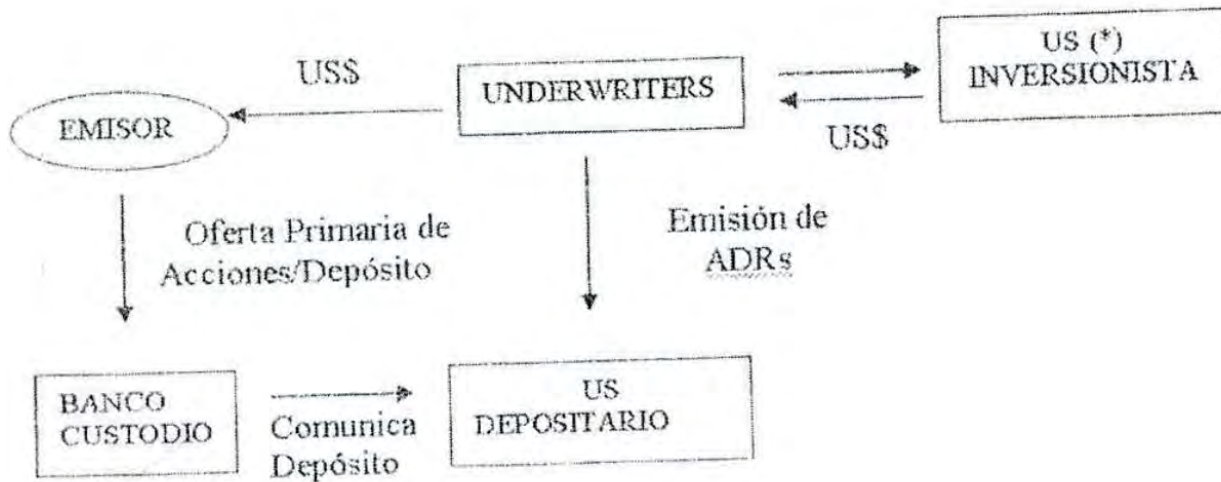 US$
UNDERWRITERS
US (*)
INVERSIONISTA
EMISOR
US$
Oferta Primaria de
Acciones/Depósito
Emisión de
ADRs
BANCO
CUSTODIO
Comunica
Depósito
US
DEPOSITARIO